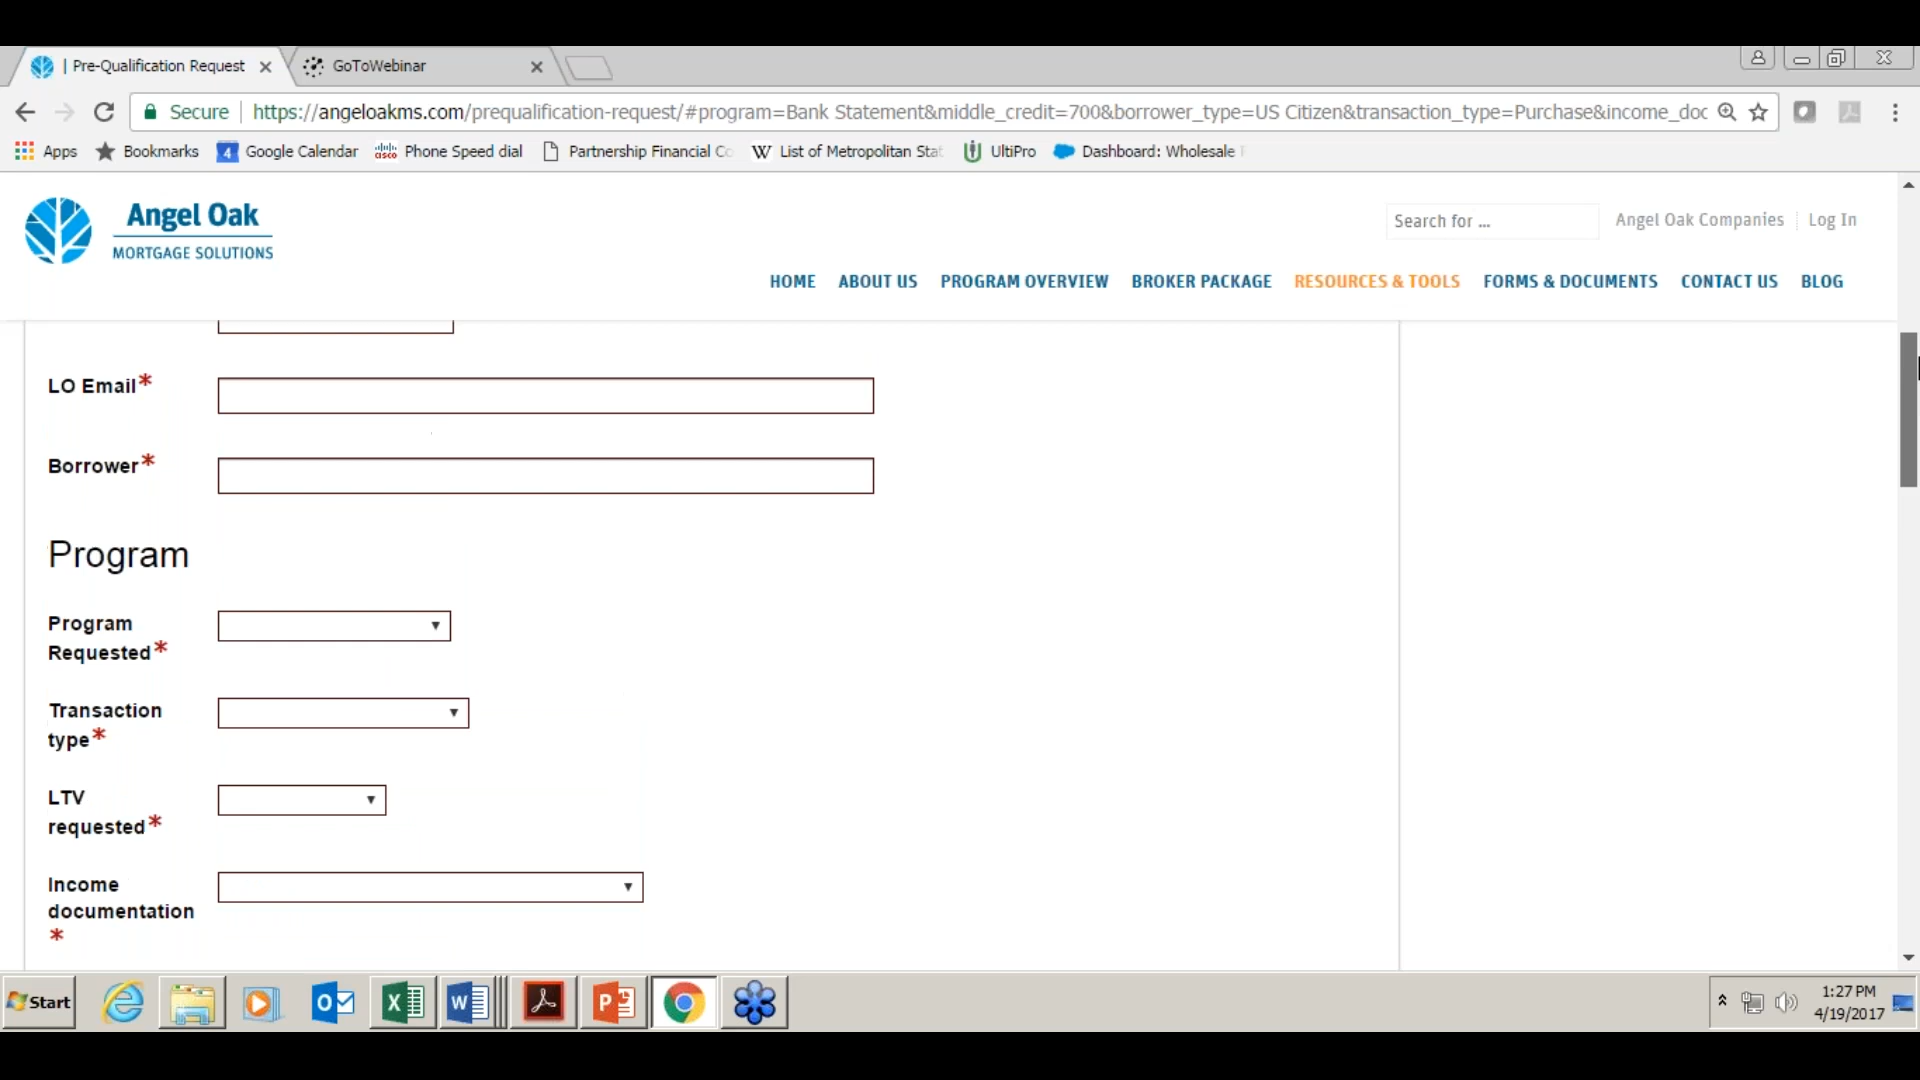 | Pre-Qualification Request
GoToWebinar
Secure
https://angeloakms.com/prequalification-request/#program=Bank Statement&middle_credit=700&borrower_type=US Citizen&transaction_type=Purchase&income_doc
Apps
Bookmarks
4
Google Calendar
cisco
Phone Speed dial
Partnership Financial Co
W
List of Metropolitan Stat
UltiPro
Dashboard: Wholesale
Angel Oak
MORTGAGE SOLUTIONS
Search for ...
Angel Oak Companies
Log In
HOME
ABOUT US
PROGRAM OVERVIEW
BROKER PACKAGE
RESOURCES & TOOLS
FORMS & DOCUMENTS
CONTACT US
BLOG
LO Email*
Borrower*
Program
Program
Requested*
Transaction
type*
LTV
requested*
Income
documentation
*
Start
1:27 PM
4/19/2017